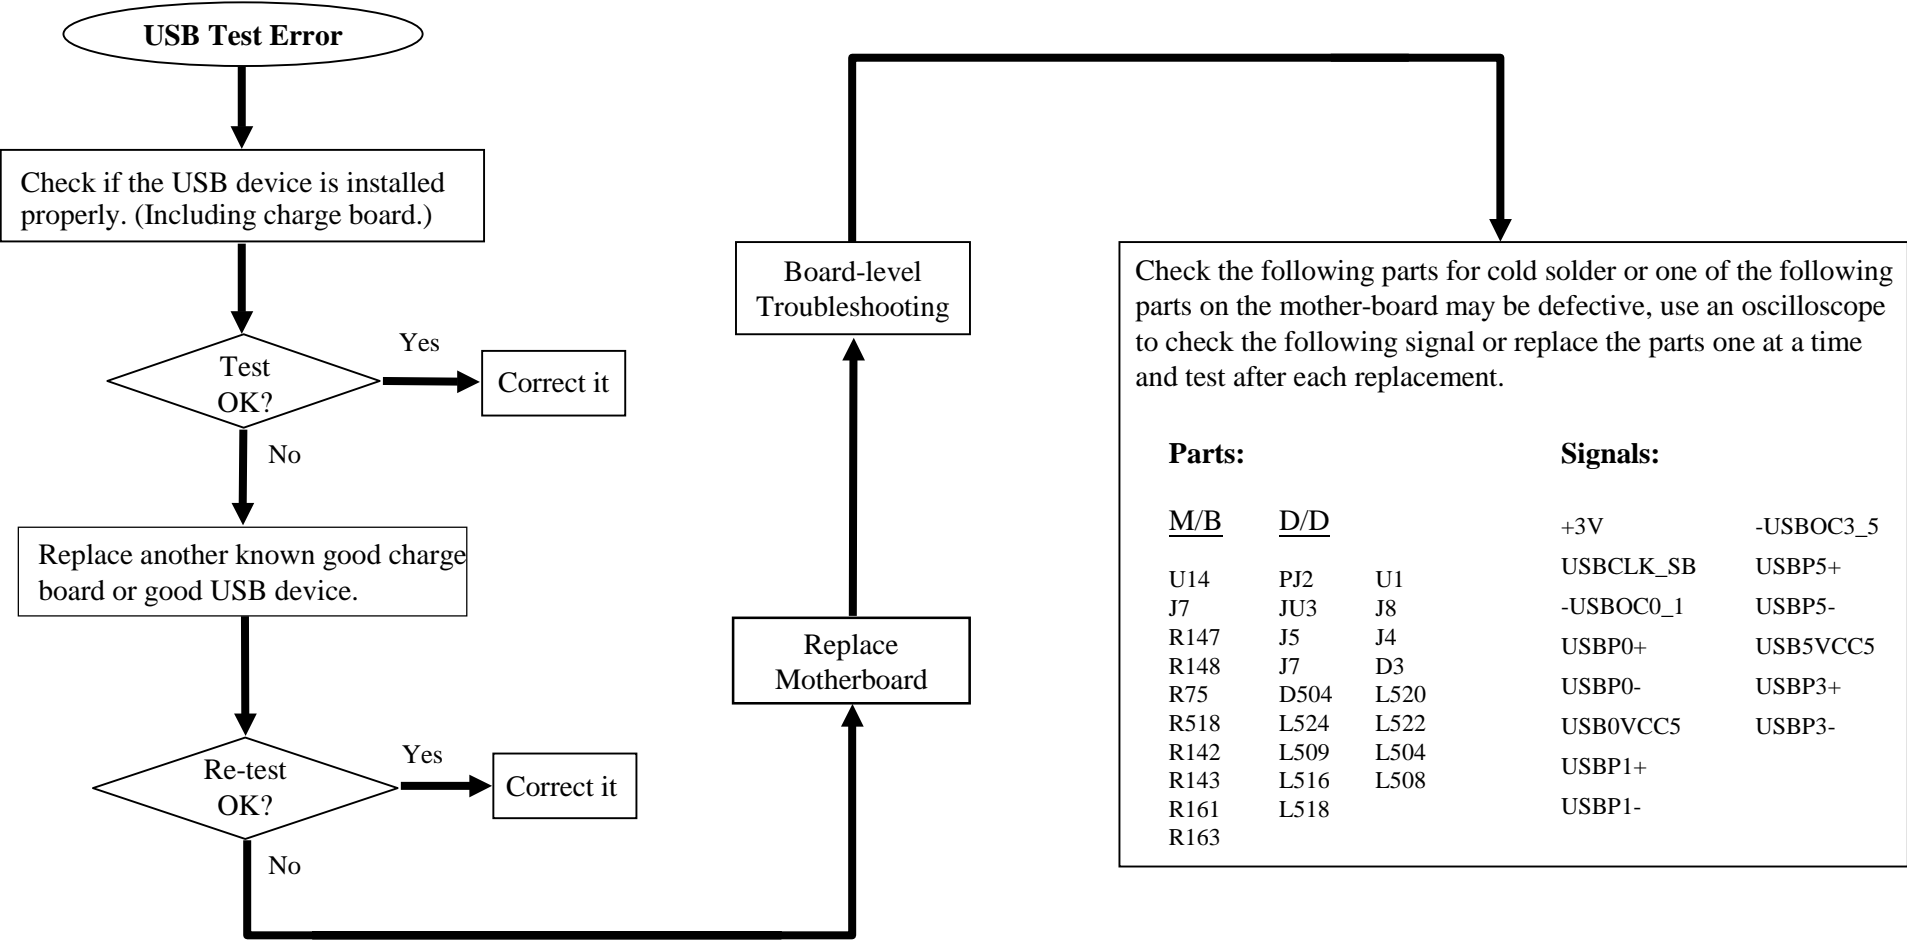 USB Test Error
Check if the USB device is installed
properly. (Including charge board.)
Test
OK?
Yes
Correct it
No
Replace another known good charge
board or good USB device.
Re-test
OK?
Yes
Correct it
No
Replace
Motherboard
Board-level
Troubleshooting
Check the following parts for cold solder or one of the following
parts on the mother-board may be defective, use an oscilloscope
to check the following signal or replace the parts one at a time
and test after each replacement.
Parts:
M/B
U14
J7
R147
R148
R75
R518
R142
R143
R161
R163
D/D
PJ2
JU3
J5
J7
D504
L524
L509
L516
L518
U1
J8
J4
D3
L520
L522
L504
L508
Signals:
+3V
USBCLK_SB
-USBOC0_1
USBP0+
USBP0-
USB0VCC5
USBP1+
USBP1-
-USBOC3_5
USBP5+
USBP5-
USB5VCC5
USBP3+
USBP3-